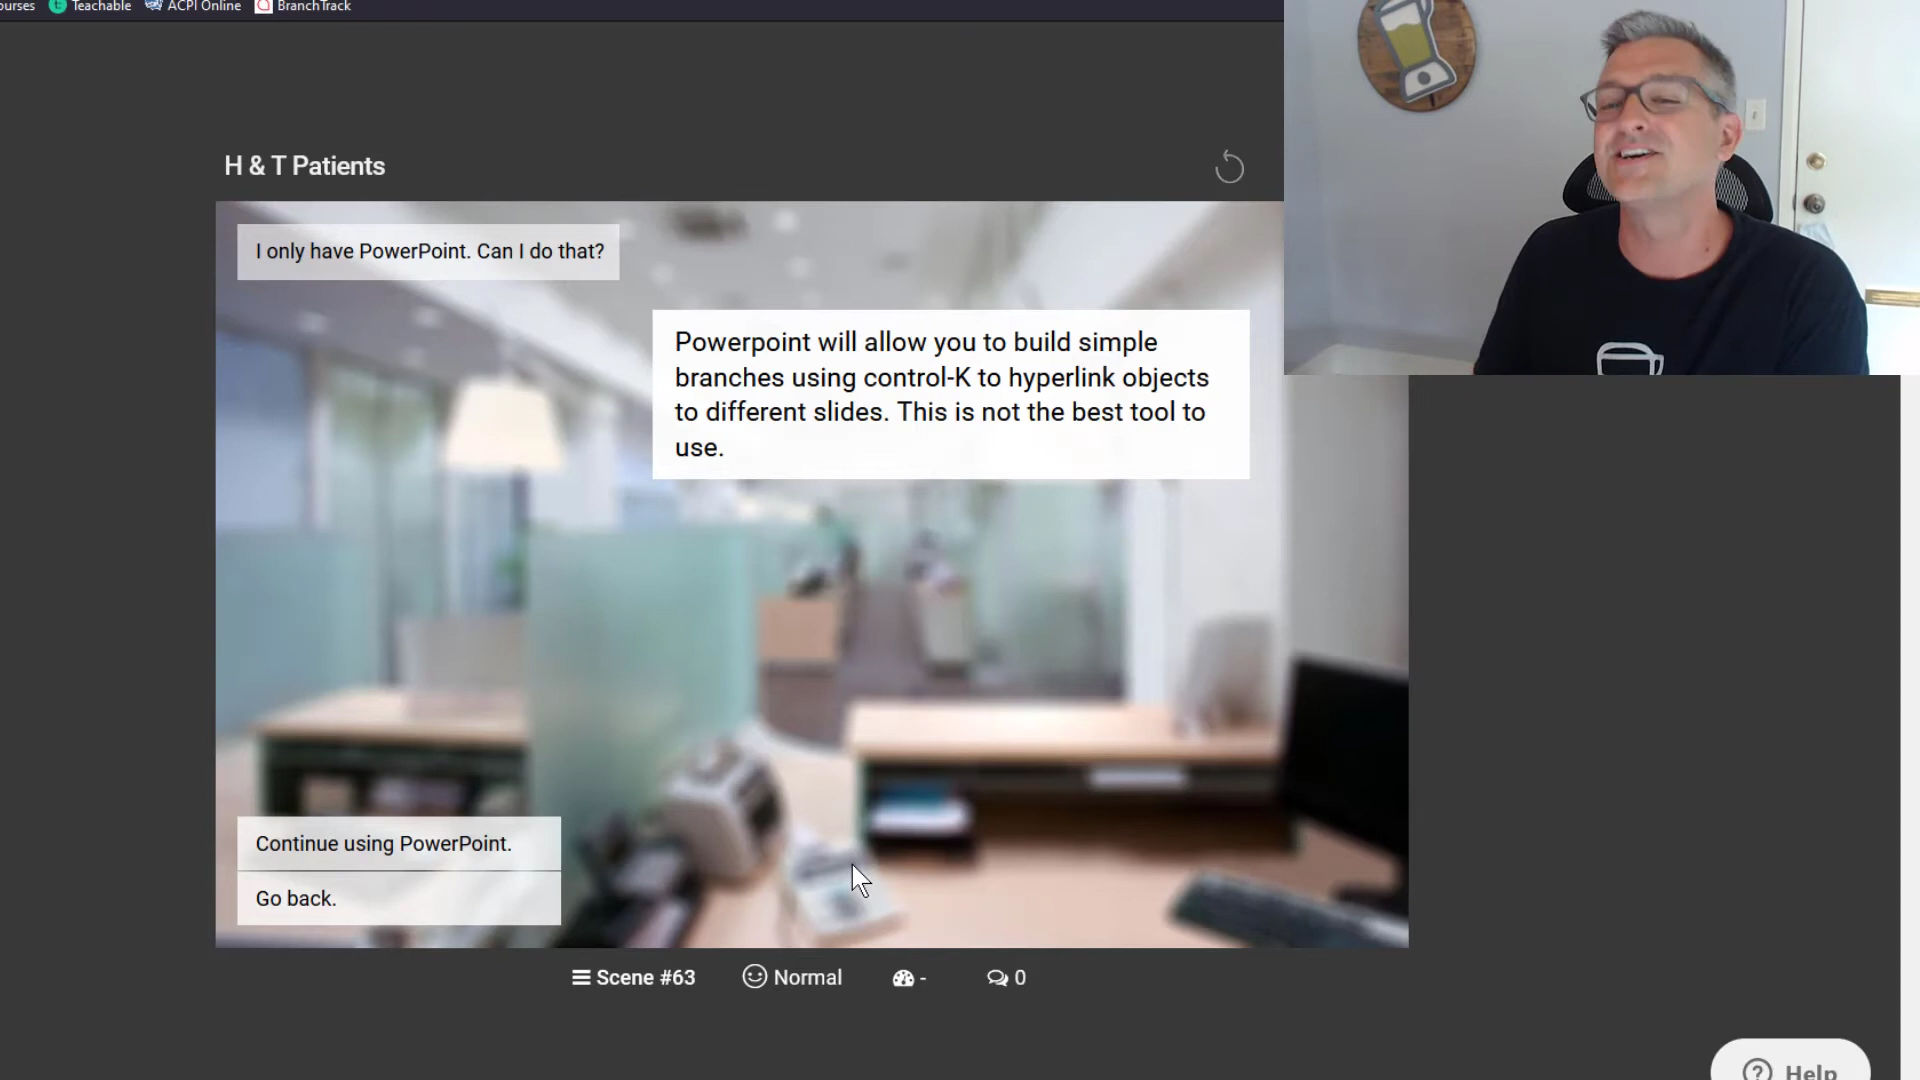 ourses Teachable ACPI Online BranchTrack
H & T Patients
I only have PowerPoint. Can I do that?
Powerpoint will allow you to build simple
branches using control-K to hyperlink objects
to different slides. This is not the best tool to
use.
Continue using PowerPoint.
Go back.
Scene #63 Normal - 0
Help